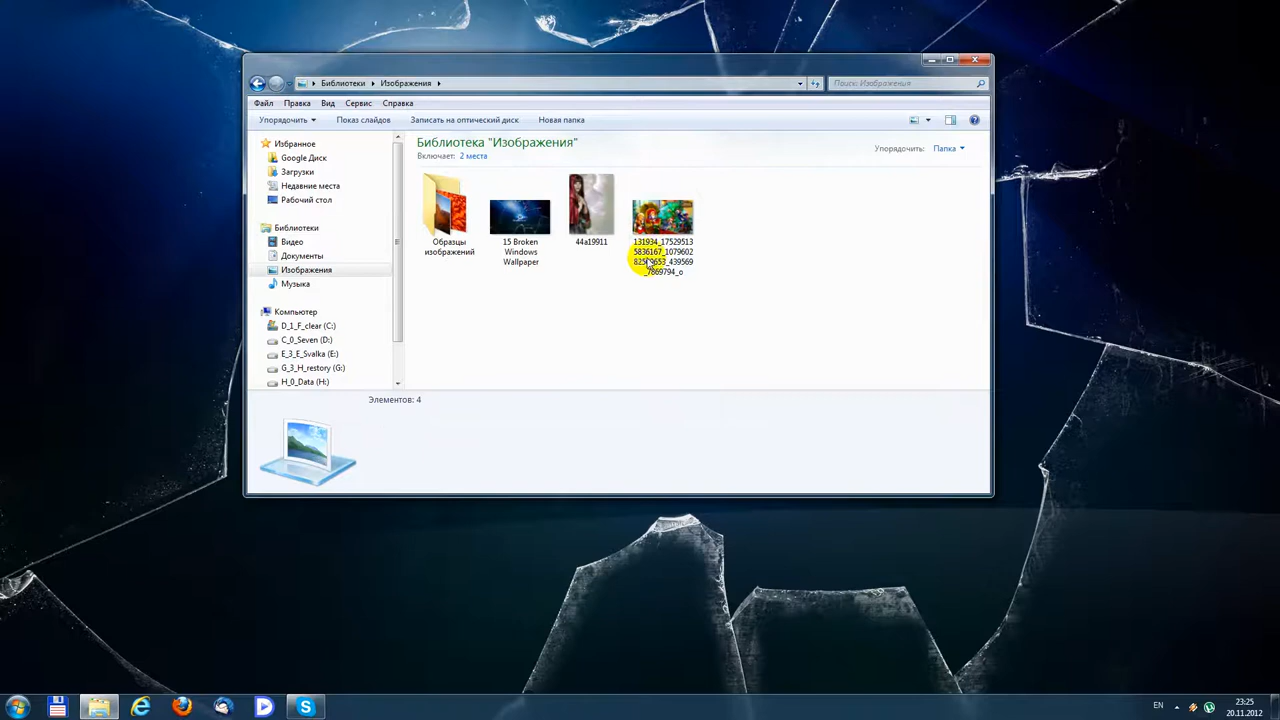 Библиотеки
Изображения
Поиск: Изображения
Файл Правка Вид Сервис Справка
Упорядочить Показ слайдов Записать на оптический диск Новая папка
Избранное
Google Диск
Загрузки
Недавние места
Рабочий стол
Библиотеки
Видео
Документы
Изображения
Музыка
Компьютер
D_1_F_clear (C:)
C_0_Seven (D:)
E_3_E_Svalka (E:)
G_3_H_restory (G:)
H_0_Data (H:)
Библиотека "Изображения"
Включает: 2 места
Упорядочить: Папка
Образцы
изображений
15 Broken
Windows
Wallpaper
44a19911
131934_17529513
5836167_1079602
_7869794_o
Элементов: 4
EN
23:25
20.11.2012